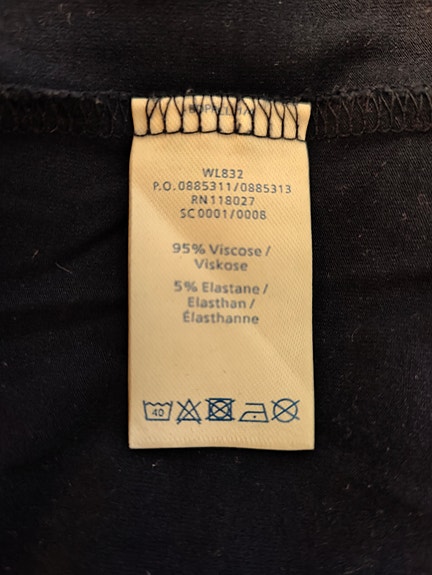 WL832
P.O. 0885311/0885313
RN118027
SC0001/0008
95% Viscose /
Viskose
5% Elastane /
Elasthan /
Élasthanne
40